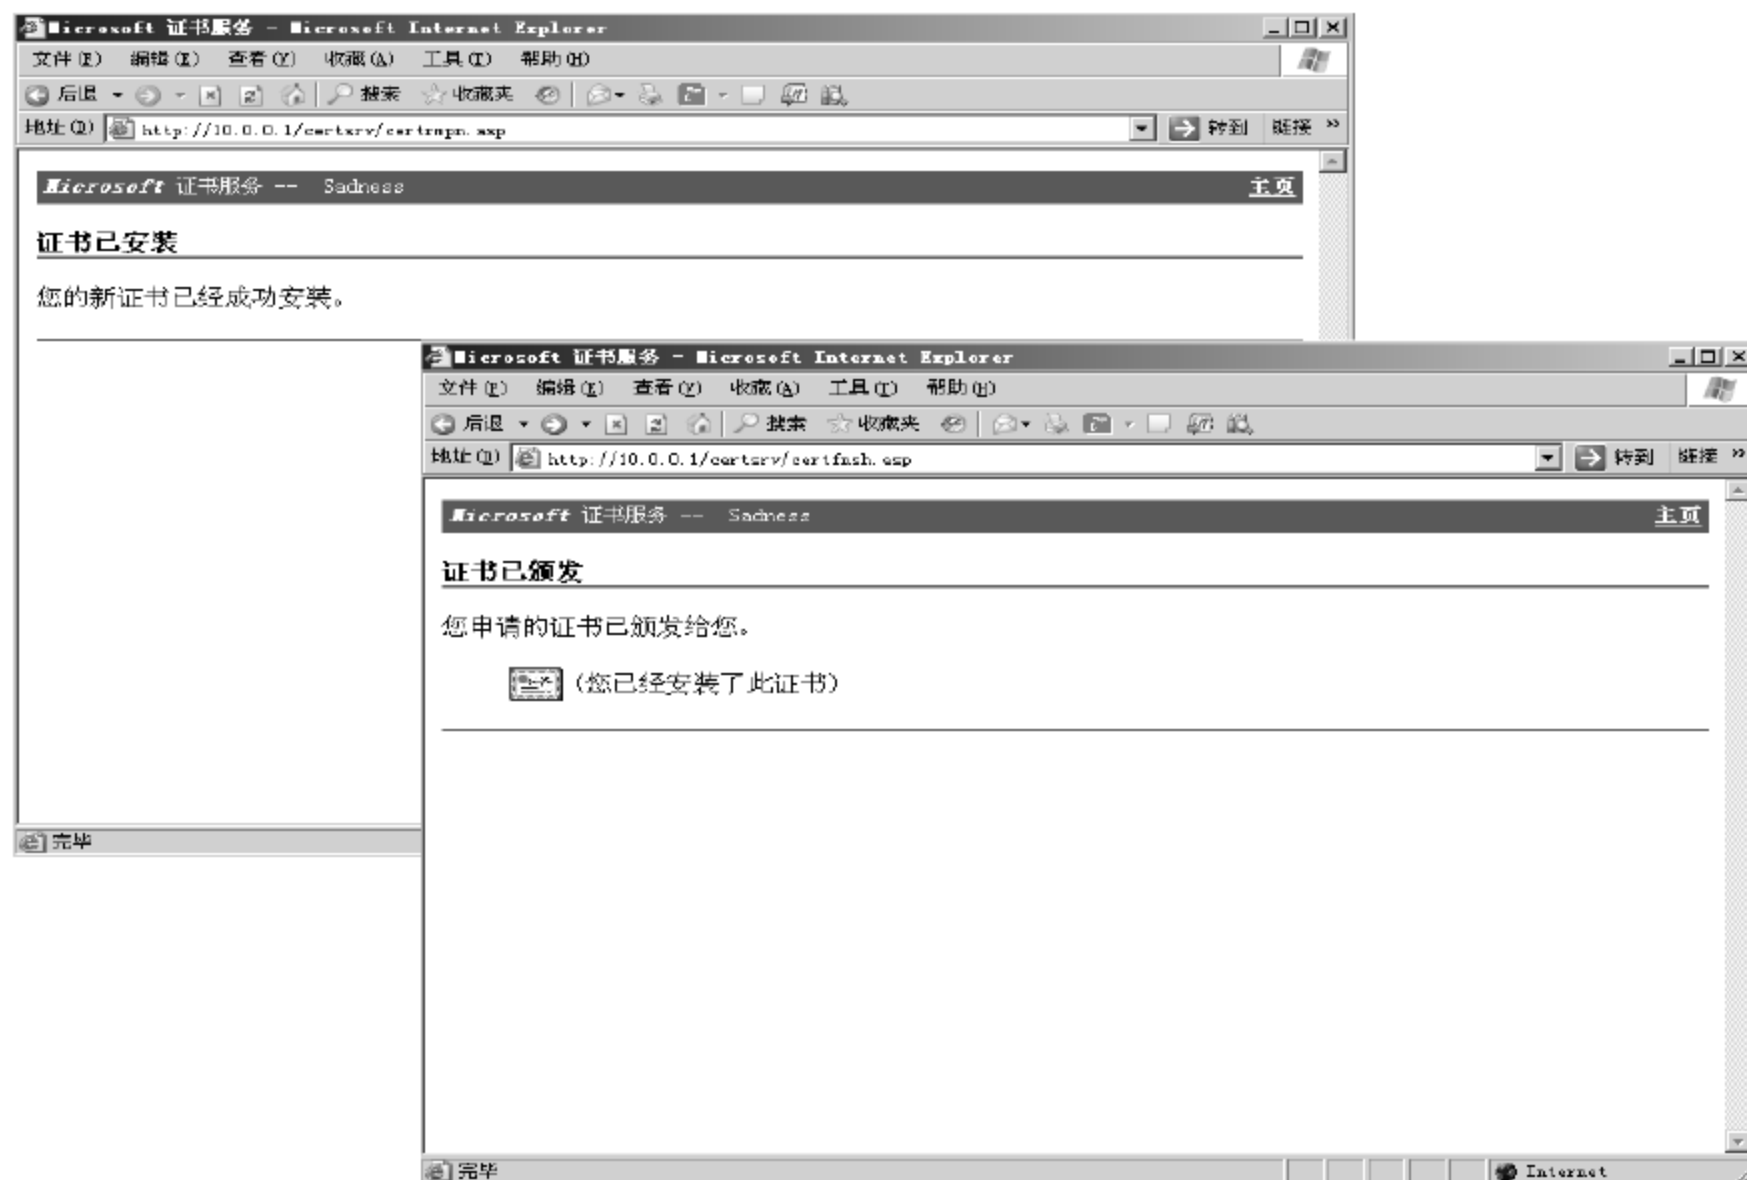 Microsoft 证书服务 - Microsoft Internet Explorer
文件(F) 编辑(E) 查看(V) 收藏(A) 工具(T) 帮助(H)
后退 搜索 收藏夹
地址(D) http://10.0.0.1/certsrv/certrmpn.asp 转到 链接 »
Microsoft 证书服务 -- Sadness 主页
证书已安装
您的新证书已经成功安装。
完毕
Microsoft 证书服务 - Microsoft Internet Explorer
文件(F) 编辑(E) 查看(V) 收藏(A) 工具(T) 帮助(H)
后退 搜索 收藏夹
地址(D) http://10.0.0.1/certsrv/certfnsh.asp 转到 链接 »
Microsoft 证书服务 -- Sadness 主页
证书已颁发
您申请的证书已颁发给您。
(您已经安装了此证书)
完毕 Internet